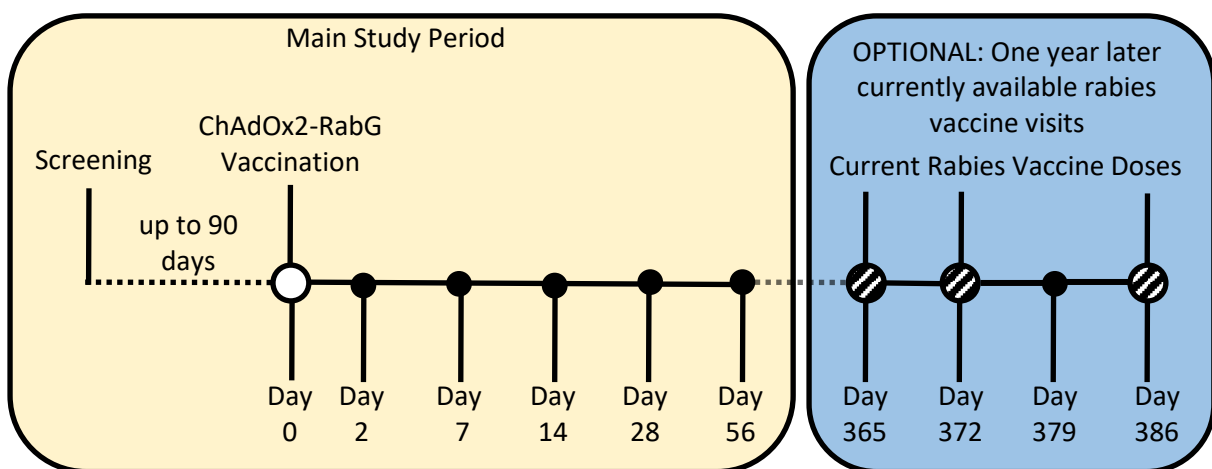 Main Study Period
Screening
up to 90
days
ChAdOx2-RabG
Vaccination
Day
0
Day
2
Day
7
Day
14
Day
28
Day
56
OPTIONAL: One year later
currently available rabies
vaccine visits
Current Rabies Vaccine Doses
Day
365
Day
372
Day
379
Day
386